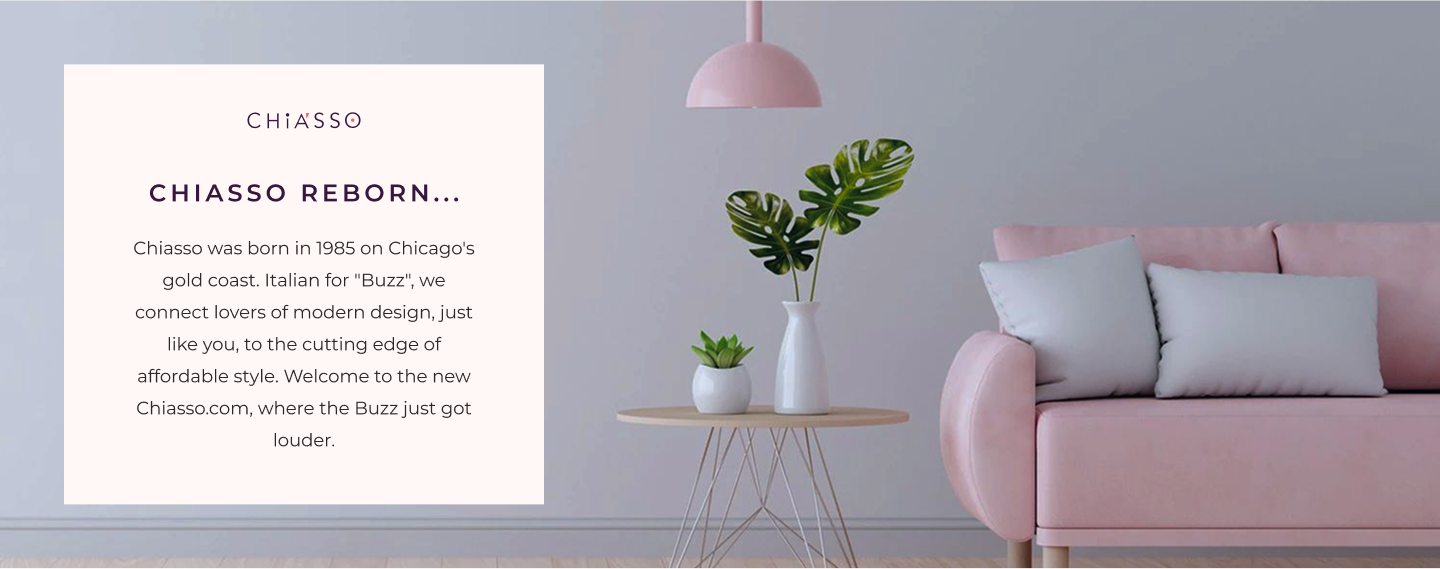 CHiASSO
CHIASSO REBORN...
Chiasso was born in 1985 on Chicago's
gold coast. Italian for "Buzz", we
connect lovers of modern design, just
like you, to the cutting edge of
affordable style. Welcome to the new
Chiasso.com, where the Buzz just got
louder.